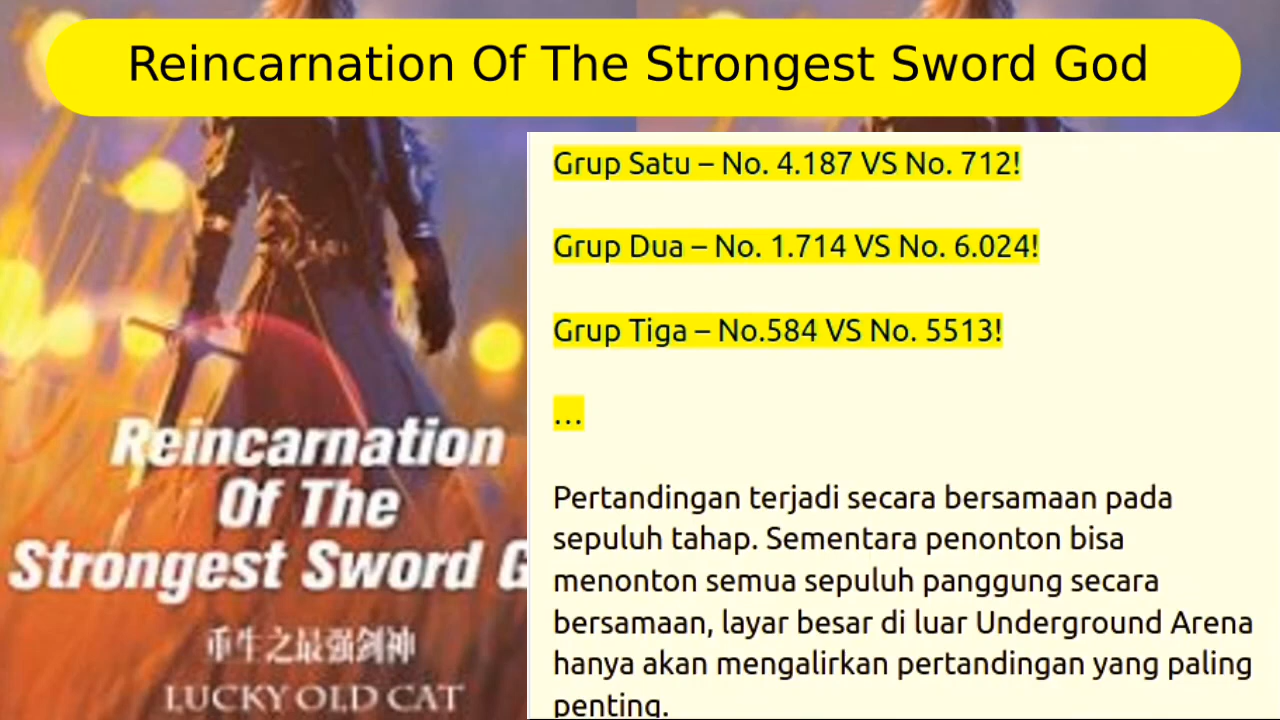 Reincarnation Of The Strongest Sword God
Reincarnation
Of The
Strongest Sword G
重生之最强剑神
LUCKY OLD CAT
Grup Satu – No. 4.187 VS No. 712!
Grup Dua – No. 1.714 VS No. 6.024!
Grup Tiga – No.584 VS No. 5513!
…
Pertandingan terjadi secara bersamaan pada
sepuluh tahap. Sementara penonton bisa
menonton semua sepuluh panggung secara
bersamaan, layar besar di luar Underground Arena
hanya akan mengalirkan pertandingan yang paling
penting.